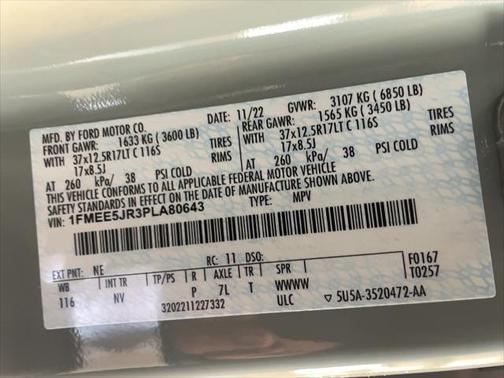 MFD. BY FORD MOTOR CO.
DATE: 11/22 GVWR: 3107 KG (6850 LB)
FRONT GAWR: 1633 KG (3600 LB) REAR GAWR: 1565 KG (3450 LB)
WITH 37x12.5R17LT C 116S TIRES WITH 37x12.5R17LT C 116S TIRES
17x8.5J RIMS 17x8.5J RIMS
AT 260 kPa/ 38 PSI COLD AT 260 kPa/ 38 PSI COLD
THIS VEHICLE CONFORMS TO ALL APPLICABLE FEDERAL MOTOR VEHICLE
SAFETY STANDARDS IN EFFECT ON THE DATE OF MANUFACTURE SHOWN ABOVE.
VIN: 1FMEE5JR3PLA80643 TYPE: MPV
EXT PNT: NE RC: 11 DSO:
WB INT TR TP/PS R AXLE TR SPR F0167
116 NV P 7L T WWWW T0257
3202211227332 ULC ▽ 5U5A-3520472-AA